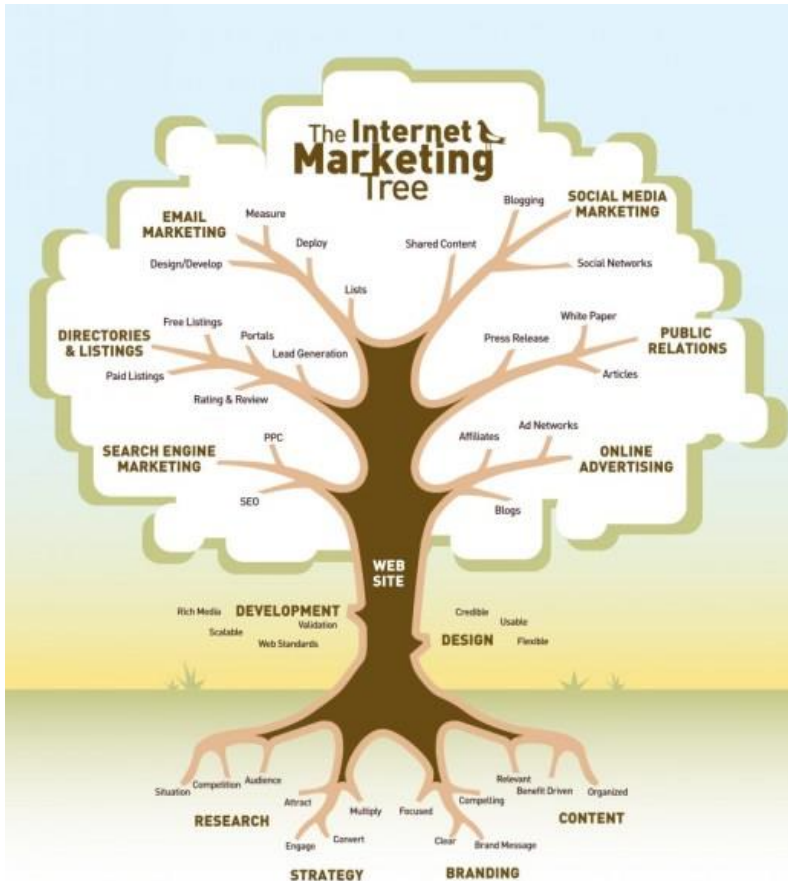 The Internet
Marketing
Tree
EMAIL
MARKETING
Measure
Deploy
Design/Develop
Lists
Blogging
SOCIAL MEDIA
MARKETING
Shared Content
Social Networks
DIRECTORIES
& LISTINGS
Free Listings
Portals
Lead Generation
Paid Listings
Rating & Review
White Paper
Press Release
PUBLIC
RELATIONS
Articles
SEARCH ENGINE
MARKETING
PPC
SEO
Affiliates
Ad Networks
ONLINE
ADVERTISING
Blogs
WEB
SITE
Rich Media
DEVELOPMENT
Validation
Scalable
Web Standards
Credible
Usable
DESIGN
Flexible
Situation
Competition
Audience
RESEARCH
Attract
Multiply
Engage
Convert
STRATEGY
Focused
Compelling
Clear
Brand Message
BRANDING
Relevant
Benefit Driven
Organized
CONTENT